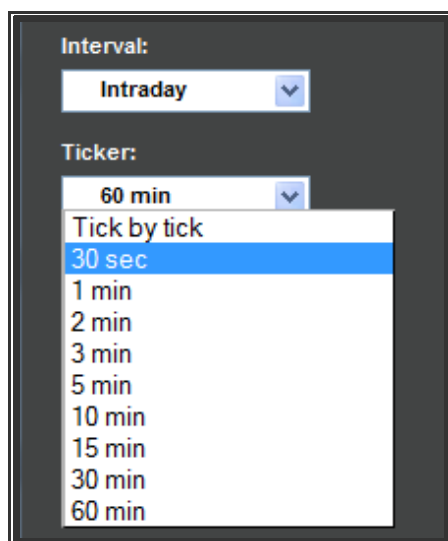 Interval:
Intraday
Ticker:
60 min
Tick by tick
30 sec
1 min
2 min
3 min
5 min
10 min
15 min
30 min
60 min